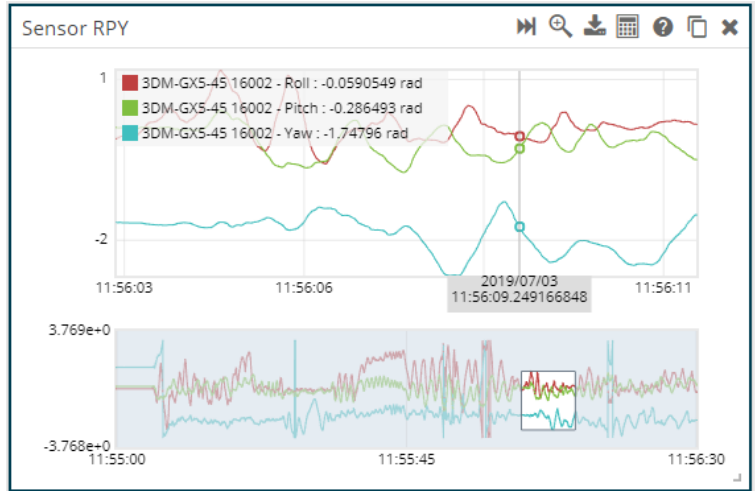 Sensor RPY
1
3DM-GX5-45 16002 - Roll : -0.0590549 rad
3DM-GX5-45 16002 - Pitch : -0.286493 rad
3DM-GX5-45 16002 - Yaw : -1.74796 rad
-2
11:56:03
11:56:06
2019/07/03
11:56:09.249166848
11:56:11
3.769e+0
-3.768e+0
11:55:00
11:55:45
11:56:30